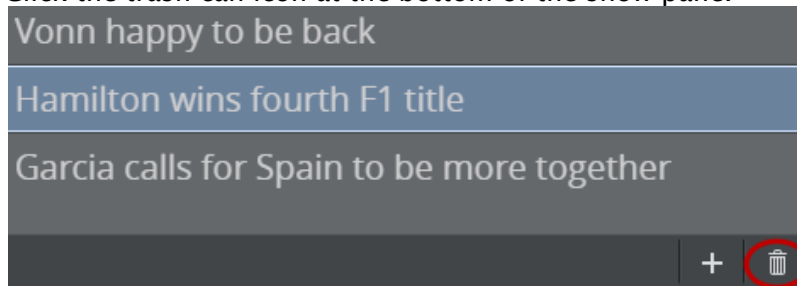 Click the trash can icon at the bottom of the show panel
Vonn happy to be back
Hamilton wins fourth F1 title
Garcia calls for Spain to be more together
+